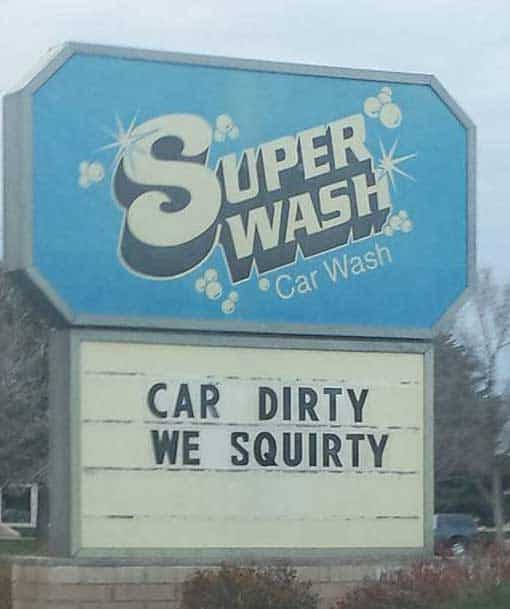 SUPER
WASH
Car Wash
CAR DIRTY
WE SQUIRTY